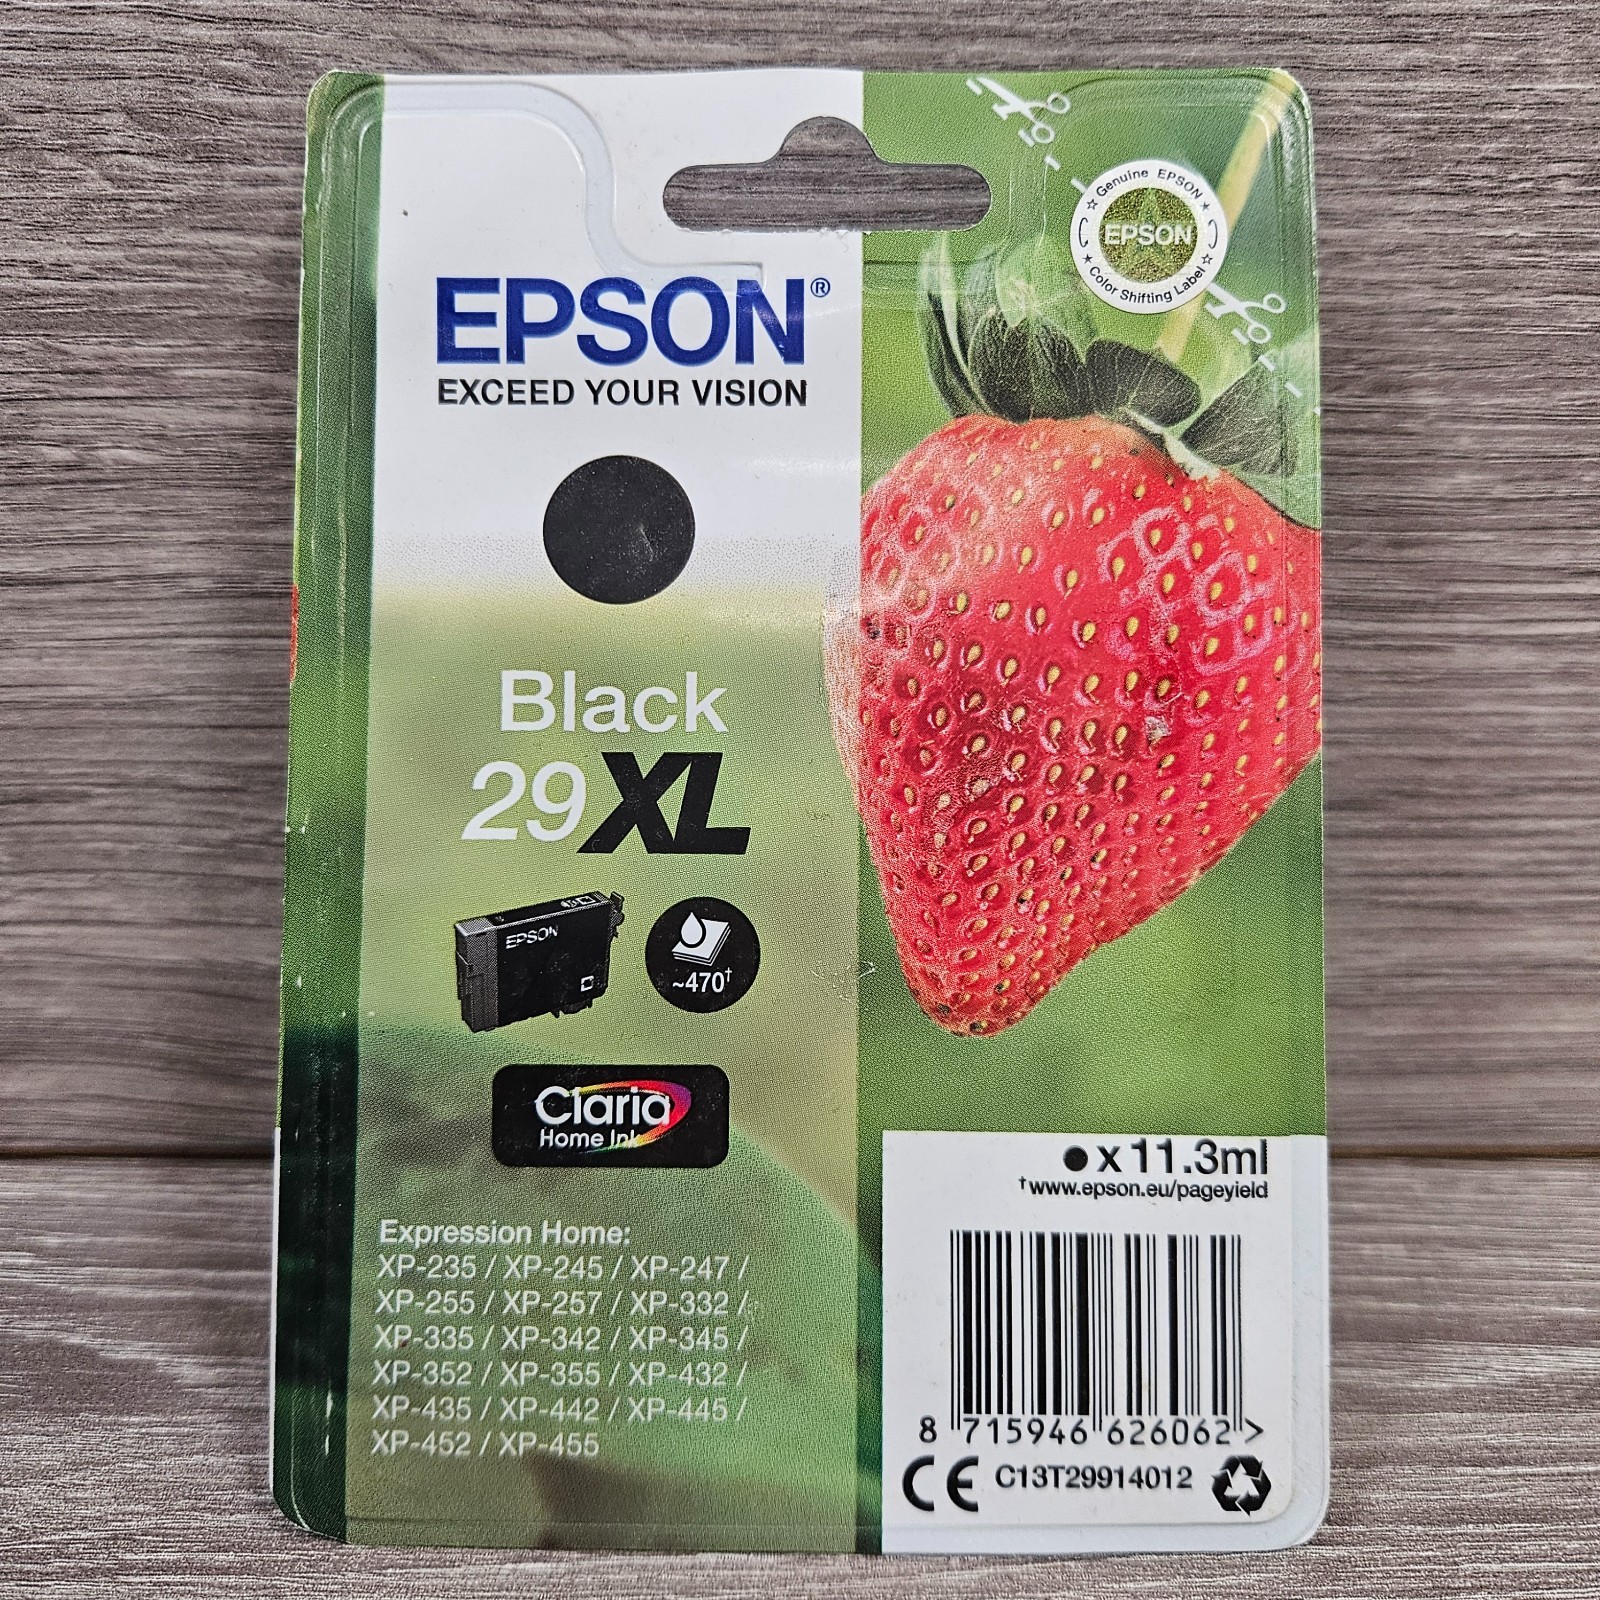 EPSON®
EXCEED YOUR VISION
Genuine EPSON
EPSON
Color Shifting Label
Black
29XL
EPSON
~470†
Claria
Home Ink
Expression Home:
XP-235 / XP-245 / XP-247 /
XP-255 / XP-257 / XP-332 /
XP-335 / XP-342 / XP-345 /
XP-352 / XP-355 / XP-432 /
XP-435 / XP-442 / XP-445 /
XP-452 / XP-455
● x 11.3ml
†www.epson.eu/pageyield
8 715946 626062 >
CE C13T29914012